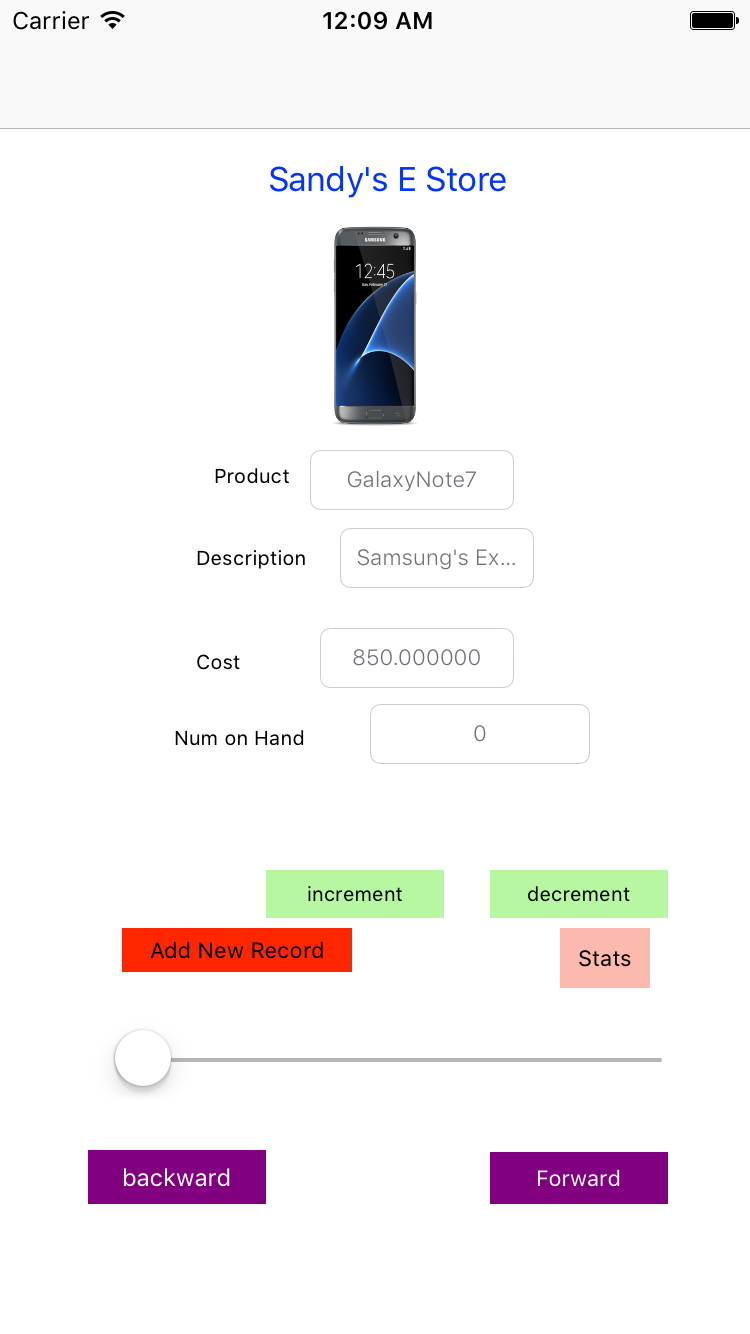 Carrier 12:09 AM
Sandy's E Store
SAMSUNG
12:45
Product GalaxyNote7
Description Samsung's Ex...
Cost 850.000000
Num on Hand 0
increment decrement
Add New Record Stats
backward Forward